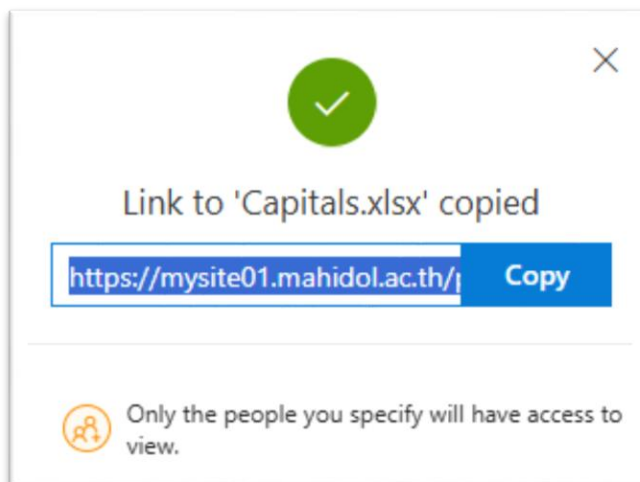 Link to 'Capitals.xlsx' copied
https://mysite01.mahidol.ac.th/ Copy
Only the people you specify will have access to
view.